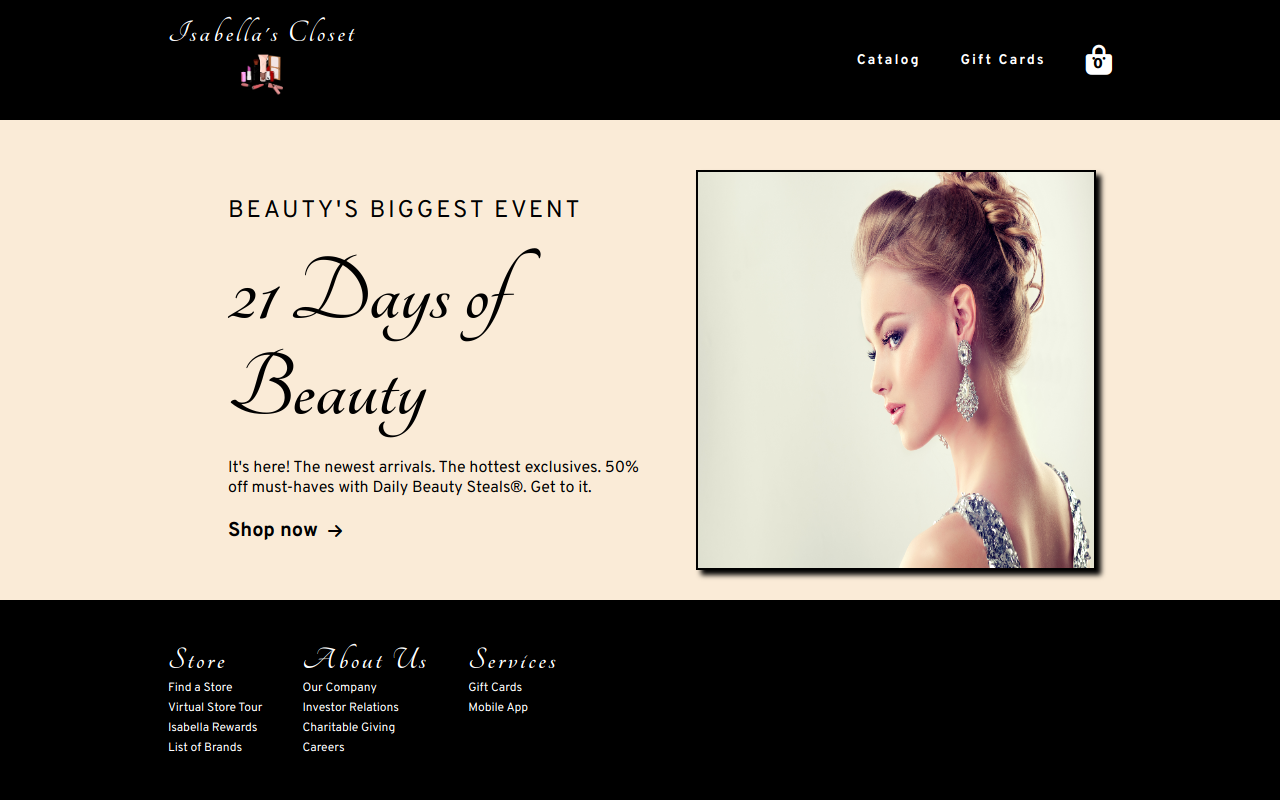 Isabella's Closet
Catalog
Gift Cards
0
BEAUTY'S BIGGEST EVENT
21 Days of
Beauty
It's here! The newest arrivals. The hottest exclusives. 50%
off must-haves with Daily Beauty Steals®. Get to it.
Shop now →
Store
Find a Store
Virtual Store Tour
Isabella Rewards
List of Brands
About Us
Our Company
Investor Relations
Charitable Giving
Careers
Services
Gift Cards
Mobile App